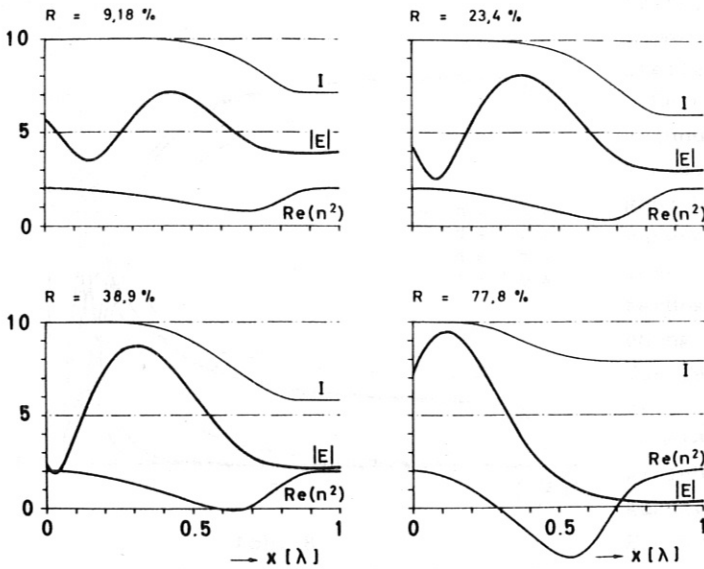 R = 9,18 %
10
5
0
I
|E|
Re(n²)
R = 23,4 %
I
|E|
Re(n²)
R = 38,9 %
10
5
0
I
|E|
Re(n²)
0 0.5 1
→ x [λ]
R = 77,8 %
I
Re(n²)
|E|
0 0.5 1
→ x [λ]